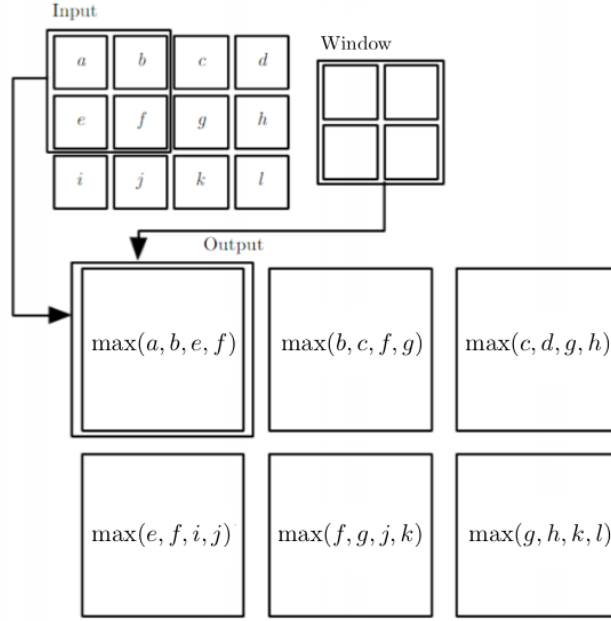 Input
a b c d
Window
e f g h
i j k l
Output
max(a, b, e, f) max(b, c, f, g) max(c, d, g, h)
max(e, f, i, j) max(f, g, j, k) max(g, h, k, l)